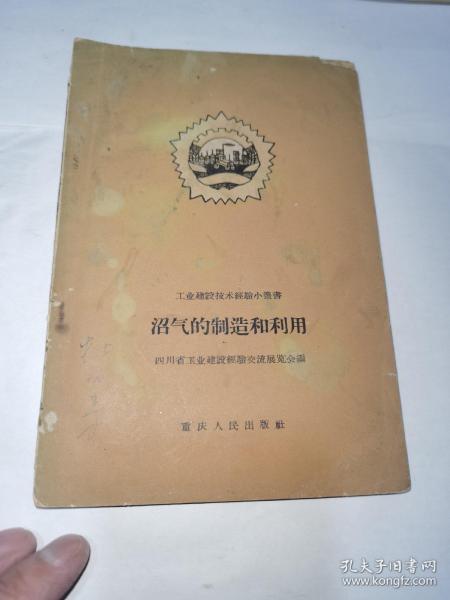 工业建設技术經驗小叢書
沼气的制造和利用
四川省工业建設經驗交流展览会編
重庆人民出版社
孔夫子旧书网
www.kongfz.com